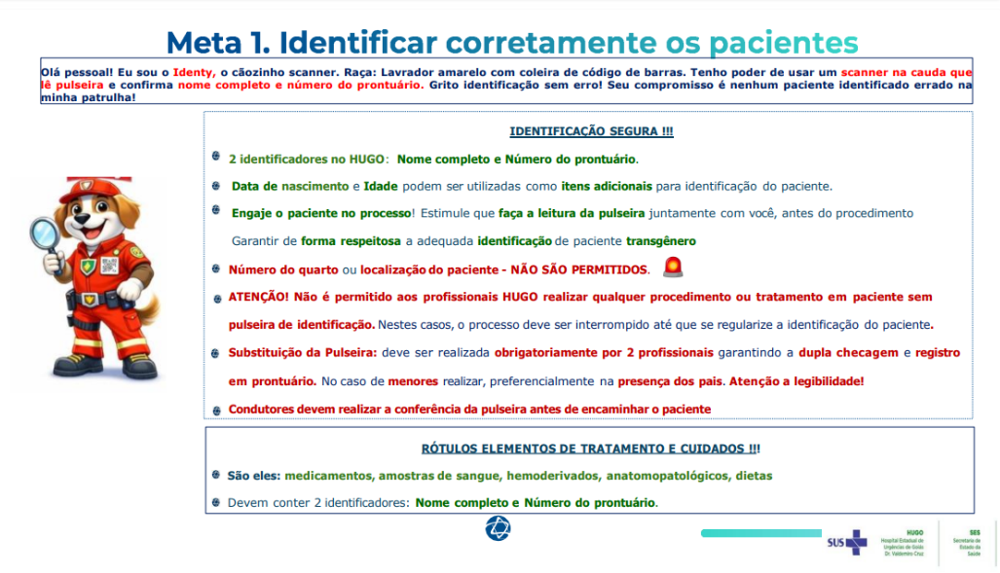 Meta 1. Identificar corretamente os pacientes
Olá pessoal! Eu sou o Identy, o cãozinho scanner. Raça: Lavrador amarelo com coleira de código de barras. Tenho poder de usar um scanner na cauda que
lê pulseira e confirma nome completo e número do prontuário. Grito identificação sem erro! Seu compromisso é nenhum paciente identificado errado na
minha patrulha!
IDENTIFICAÇÃO SEGURA !!!
2 identificadores no HUGO: Nome completo e Número do prontuário.
Data de nascimento e Idade podem ser utilizadas como itens adicionais para identificação do paciente.
Engaje o paciente no processo! Estimule que faça a leitura da pulseira juntamente com você, antes do procedimento
Garantir de forma respeitosa a adequada identificação de paciente transgênero
Número do quarto ou localização do paciente - NÃO SÃO PERMITIDOS.
ATENÇÃO! Não é permitido aos profissionais HUGO realizar qualquer procedimento ou tratamento em paciente sem
pulseira de identificação. Nestes casos, o processo deve ser interrompido até que se regularize a identificação do paciente.
Substituição da Pulseira: deve ser realizada obrigatoriamente por 2 profissionais garantindo a dupla checagem e registro
em prontuário. No caso de menores realizar, preferencialmente na presença dos pais. Atenção a legibilidade!
Condutores devem realizar a conferência da pulseira antes de encaminhar o paciente
RÓTULOS ELEMENTOS DE TRATAMENTO E CUIDADOS !!!
São eles: medicamentos, amostras de sangue, hemoderivados, anatomopatológicos, dietas
Devem conter 2 identificadores: Nome completo e Número do prontuário.
SUS
HUGO
Hospital Estadual de
Urgências de Goiás
Dr. Valdemiro Cruz
SES
Secretaria de
Estado da
Saúde